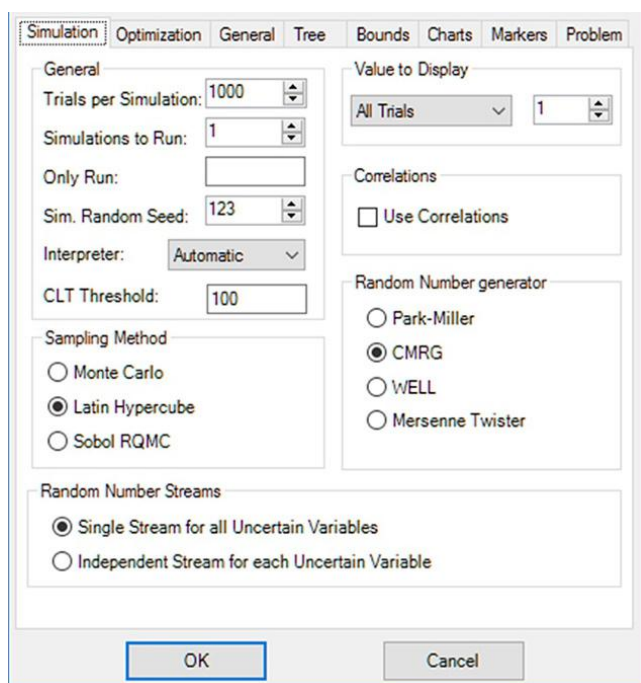 Simulation Optimization General Tree Bounds Charts Markers Problem
General
Trials per Simulation: 1000
Simulations to Run: 1
Only Run:
Sim. Random Seed: 123
Interpreter: Automatic
CLT Threshold: 100
Sampling Method
Monte Carlo
Latin Hypercube
Sobol RQMC
Value to Display
All Trials 1
Correlations
Use Correlations
Random Number generator
Park-Miller
CMRG
WELL
Mersenne Twister
Random Number Streams
Single Stream for all Uncertain Variables
Independent Stream for each Uncertain Variable
OK Cancel